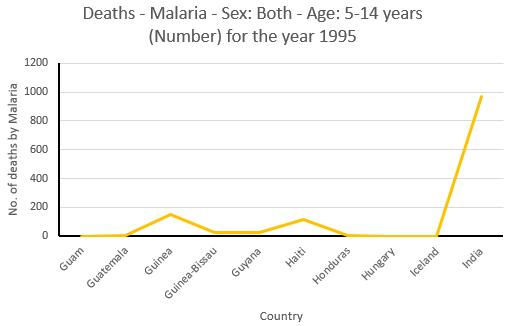 Deaths - Malaria - Sex: Both - Age: 5-14 years
(Number) for the year 1995
No. of deaths by Malaria
1200
1000
800
600
400
200
0
Guam
Guatemala
Guinea
Guinea-Bissau
Guyana
Haiti
Honduras
Hungary
Iceland
India
Country